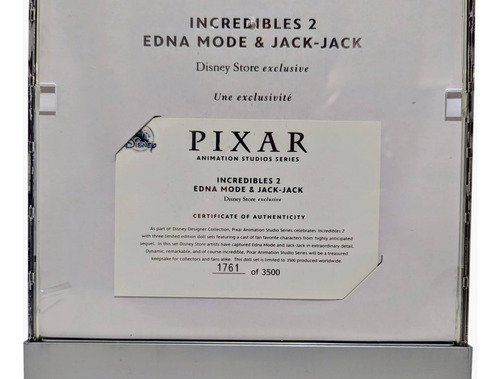 INCREDIBLES 2
EDNA MODE & JACK-JACK
Disney Store exclusive
Une exclusivité
Disney
PIXAR
ANIMATION STUDIOS SERIES
INCREDIBLES 2
EDNA MODE & JACK-JACK
Disney Store exclusive
CERTIFICATE OF AUTHENTICITY
As part of Disney Designer Collection, Pixar Animation Studio Series celebrates Incredibles 2
with three limited edition doll sets featuring a cast of fan favorite characters from highly anticipated
sequel. In this set Disney Store artists have captured Edna Mode and Jack-Jack in extraordinary detail.
Dynamic, remarkable, and of course incredible, Pixar Animation Studio Series will be a treasured
keepsake for collectors and fans alike. This doll set is limited to 3500 produced worldwide.
1761 of 3500